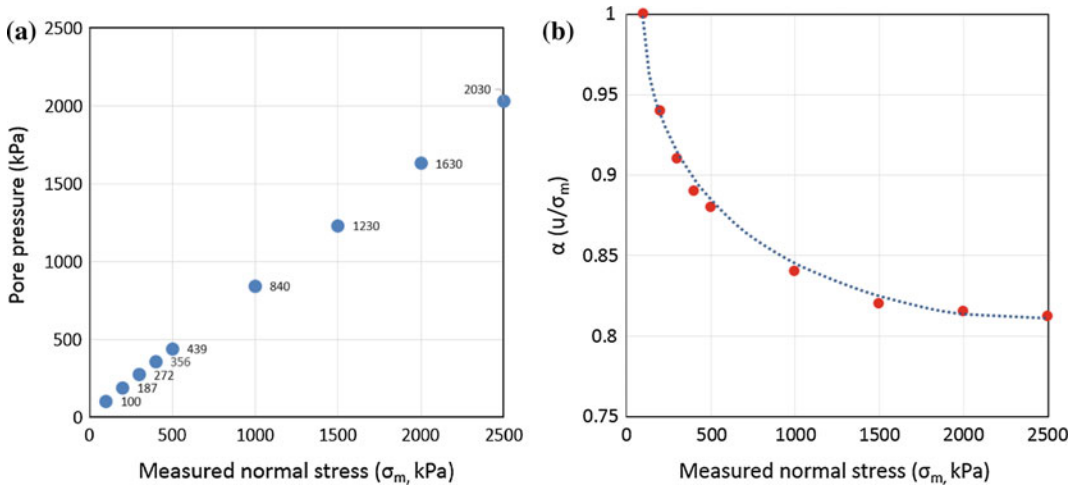 (a)
2500
2000
1500
1000
500
0
Pore pressure (kPa)
2030
1630
1230
840
439
356
272
187
100
0 500 1000 1500 2000 2500
Measured normal stress (σm, kPa)
(b)
1
0.95
0.9
0.85
0.8
0.75
α (u/σm)
0 500 1000 1500 2000 2500
Measured normal stress (σm, kPa)